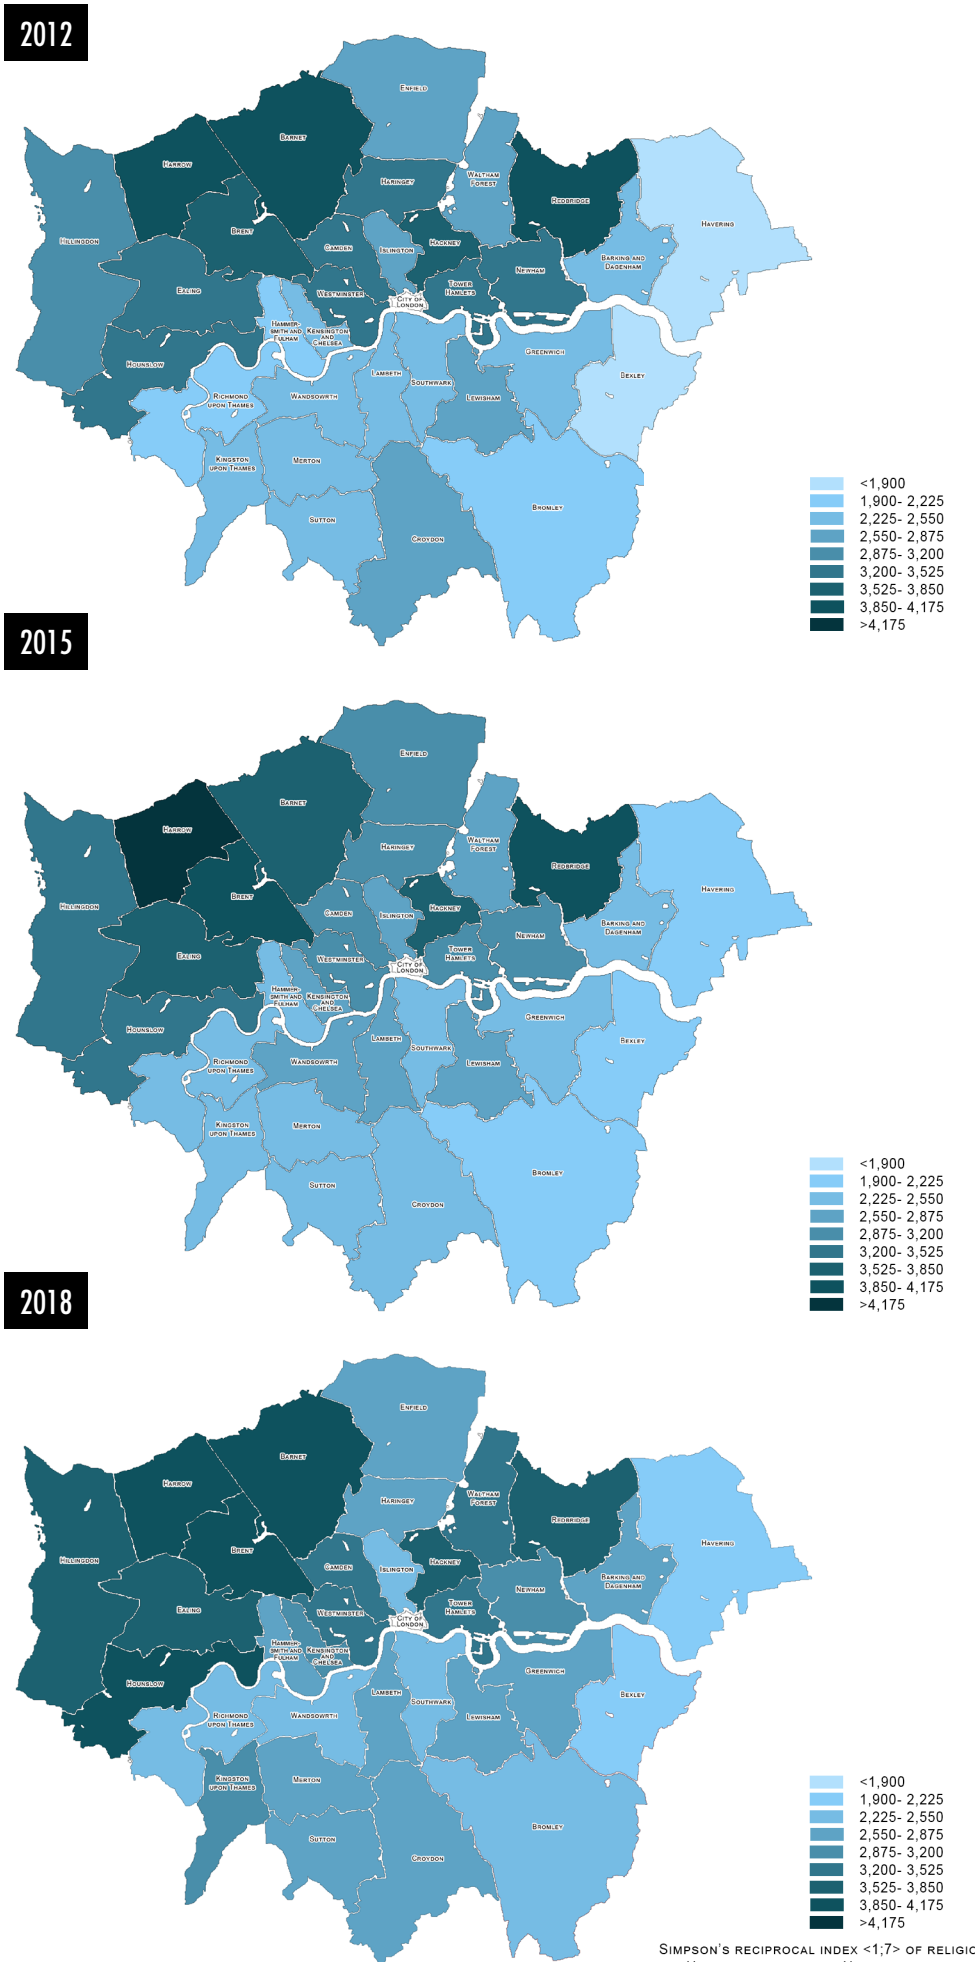 2012
Enfield
Barnet
Harrow
Haringey
Waltham
Forest
Redbridge
Havering
Hillingdon
Brent
Camden
Islington
Hackney
Newham
Barking and
Dagenham
Ealing
Westminster
City of
London
Tower
Hamlets
Hammer-
smith and
Fulham
Kensington
and
Chelsea
Hounslow
Greenwich
Bexley
Richmond
upon Thames
Wandsowrth
Lambeth
Southwark
Lewisham
Kingston
upon Thames
Merton
Sutton
Croydon
Bromley
<1,900
1,900- 2,225
2,225- 2,550
2,550- 2,875
2,875- 3,200
3,200- 3,525
3,525- 3,850
3,850- 4,175
>4,175
2015
Enfield
Barnet
Harrow
Haringey
Waltham
Forest
Redbridge
Havering
Hillingdon
Brent
Camden
Islington
Hackney
Newham
Barking and
Dagenham
Ealing
Westminster
City of
London
Tower
Hamlets
Hammer-
smith and
Fulham
Kensington
and
Chelsea
Hounslow
Greenwich
Bexley
Richmond
upon Thames
Wandsowrth
Lambeth
Southwark
Lewisham
Kingston
upon Thames
Merton
Sutton
Croydon
Bromley
<1,900
1,900- 2,225
2,225- 2,550
2,550- 2,875
2,875- 3,200
3,200- 3,525
3,525- 3,850
3,850- 4,175
>4,175
2018
Enfield
Barnet
Harrow
Haringey
Waltham
Forest
Redbridge
Havering
Hillingdon
Brent
Camden
Islington
Hackney
Newham
Barking and
Dagenham
Ealing
Westminster
City of
London
Tower
Hamlets
Hammer-
smith and
Fulham
Kensington
and
Chelsea
Hounslow
Greenwich
Bexley
Richmond
upon Thames
Wandsowrth
Lambeth
Southwark
Lewisham
Kingston
upon Thames
Merton
Sutton
Croydon
Bromley
<1,900
1,900- 2,225
2,225- 2,550
2,550- 2,875
2,875- 3,200
3,200- 3,525
3,525- 3,850
3,850- 4,175
>4,175
Simpson's reciprocal index <1;7> of religio